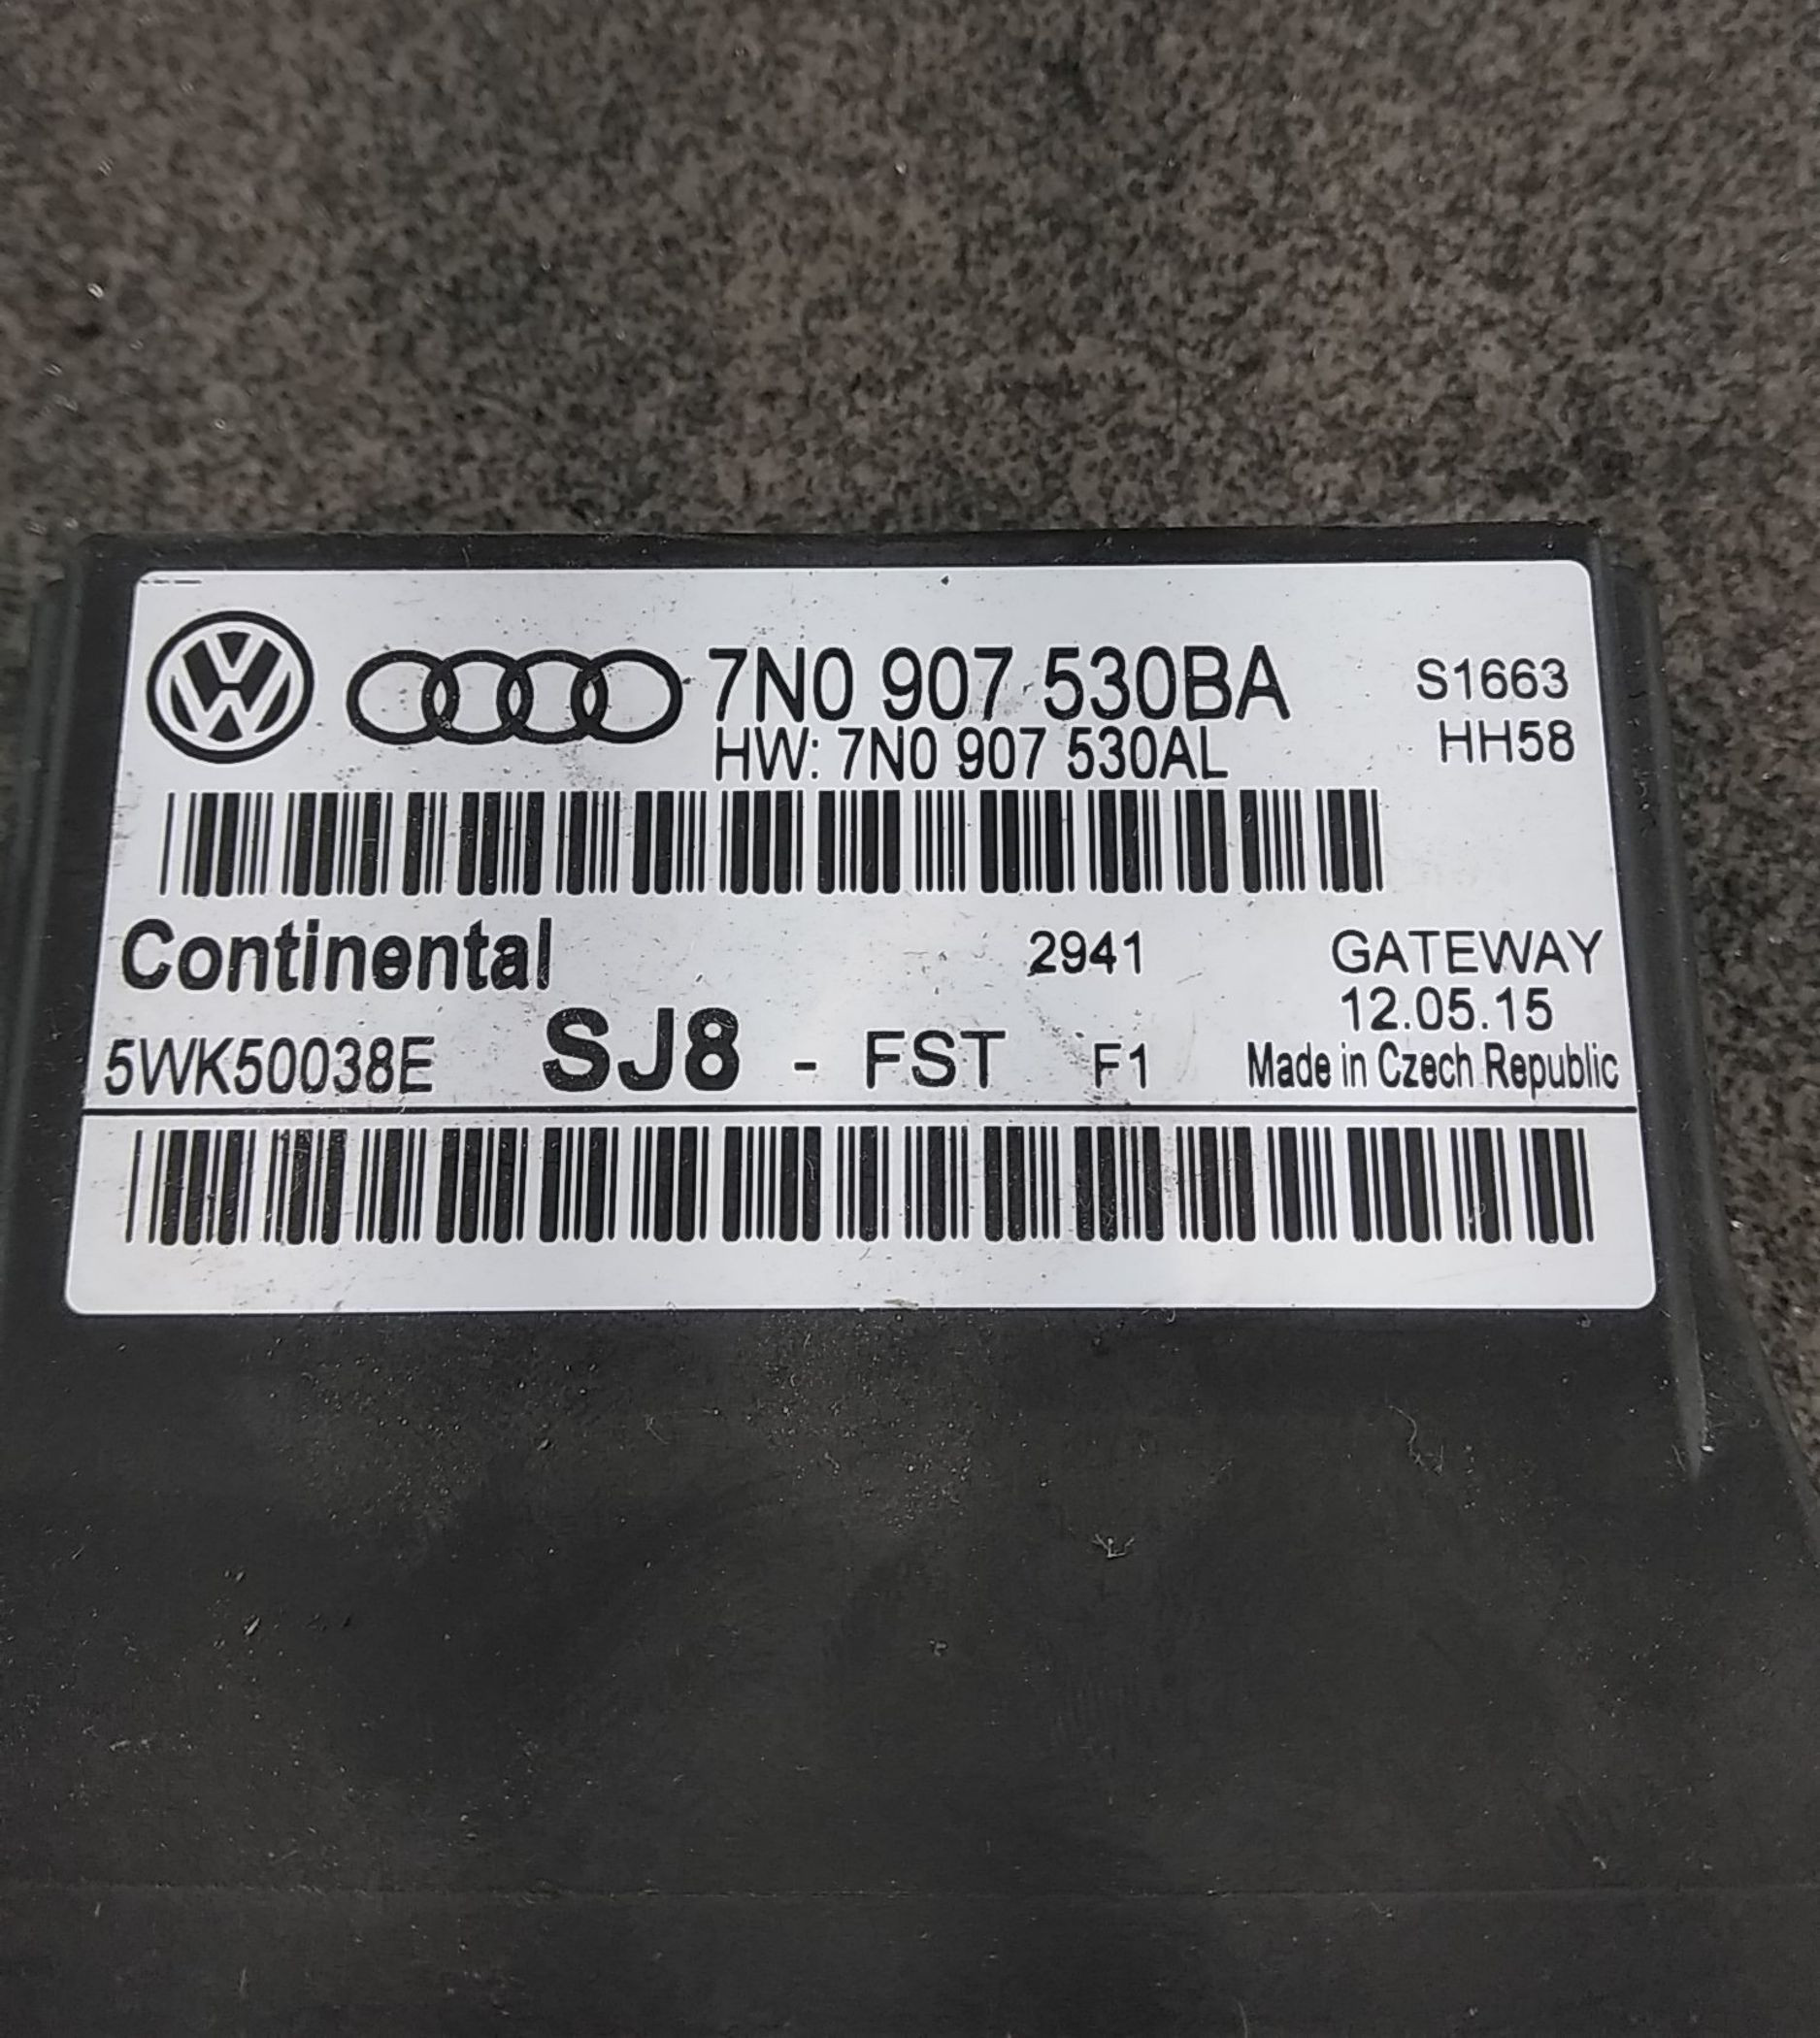 7N0 907 530BA S1663
HW: 7N0 907 530AL HH58
Continental 2941 GATEWAY
12.05.15
5WK50038E SJ8 - FST F1 Made in Czech Republic